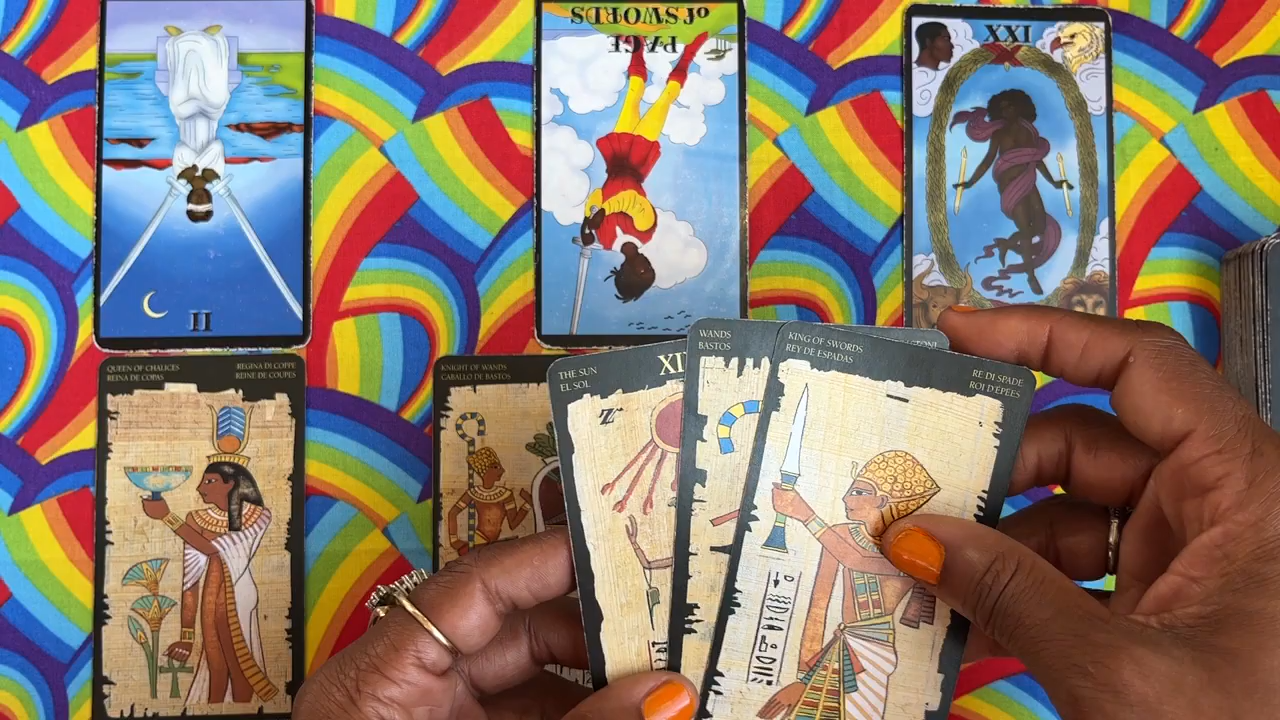 PAGE
of SWORDS
XXI
II
QUEEN OF CHALICES
REINA DE COPAS
REGINA DI COPPE
REINE DE COUPES
KNIGHT OF WANDS
CABALLO DE BASTOS
THE SUN
EL SOL
WANDS
BASTOS
KING OF SWORDS
REY DE ESPADAS
RE DI SPADE
ROI D'ÉPÉES